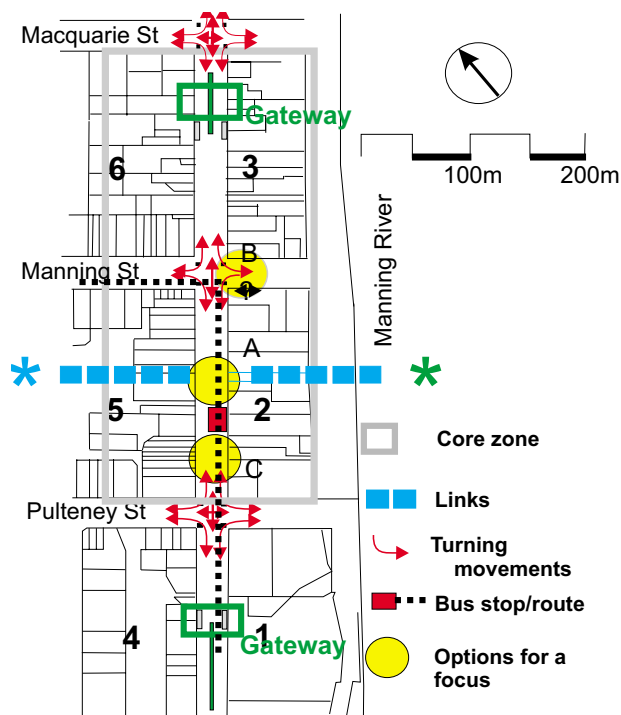 Macquarie St
Gateway
6
3
100m
200m
Manning River
B
Manning St
?
A
*
*
5
2
Core zone
C
Links
Pulteney St
Turning
movements
Bus stop/route
4
1
Gateway
Options for a
focus